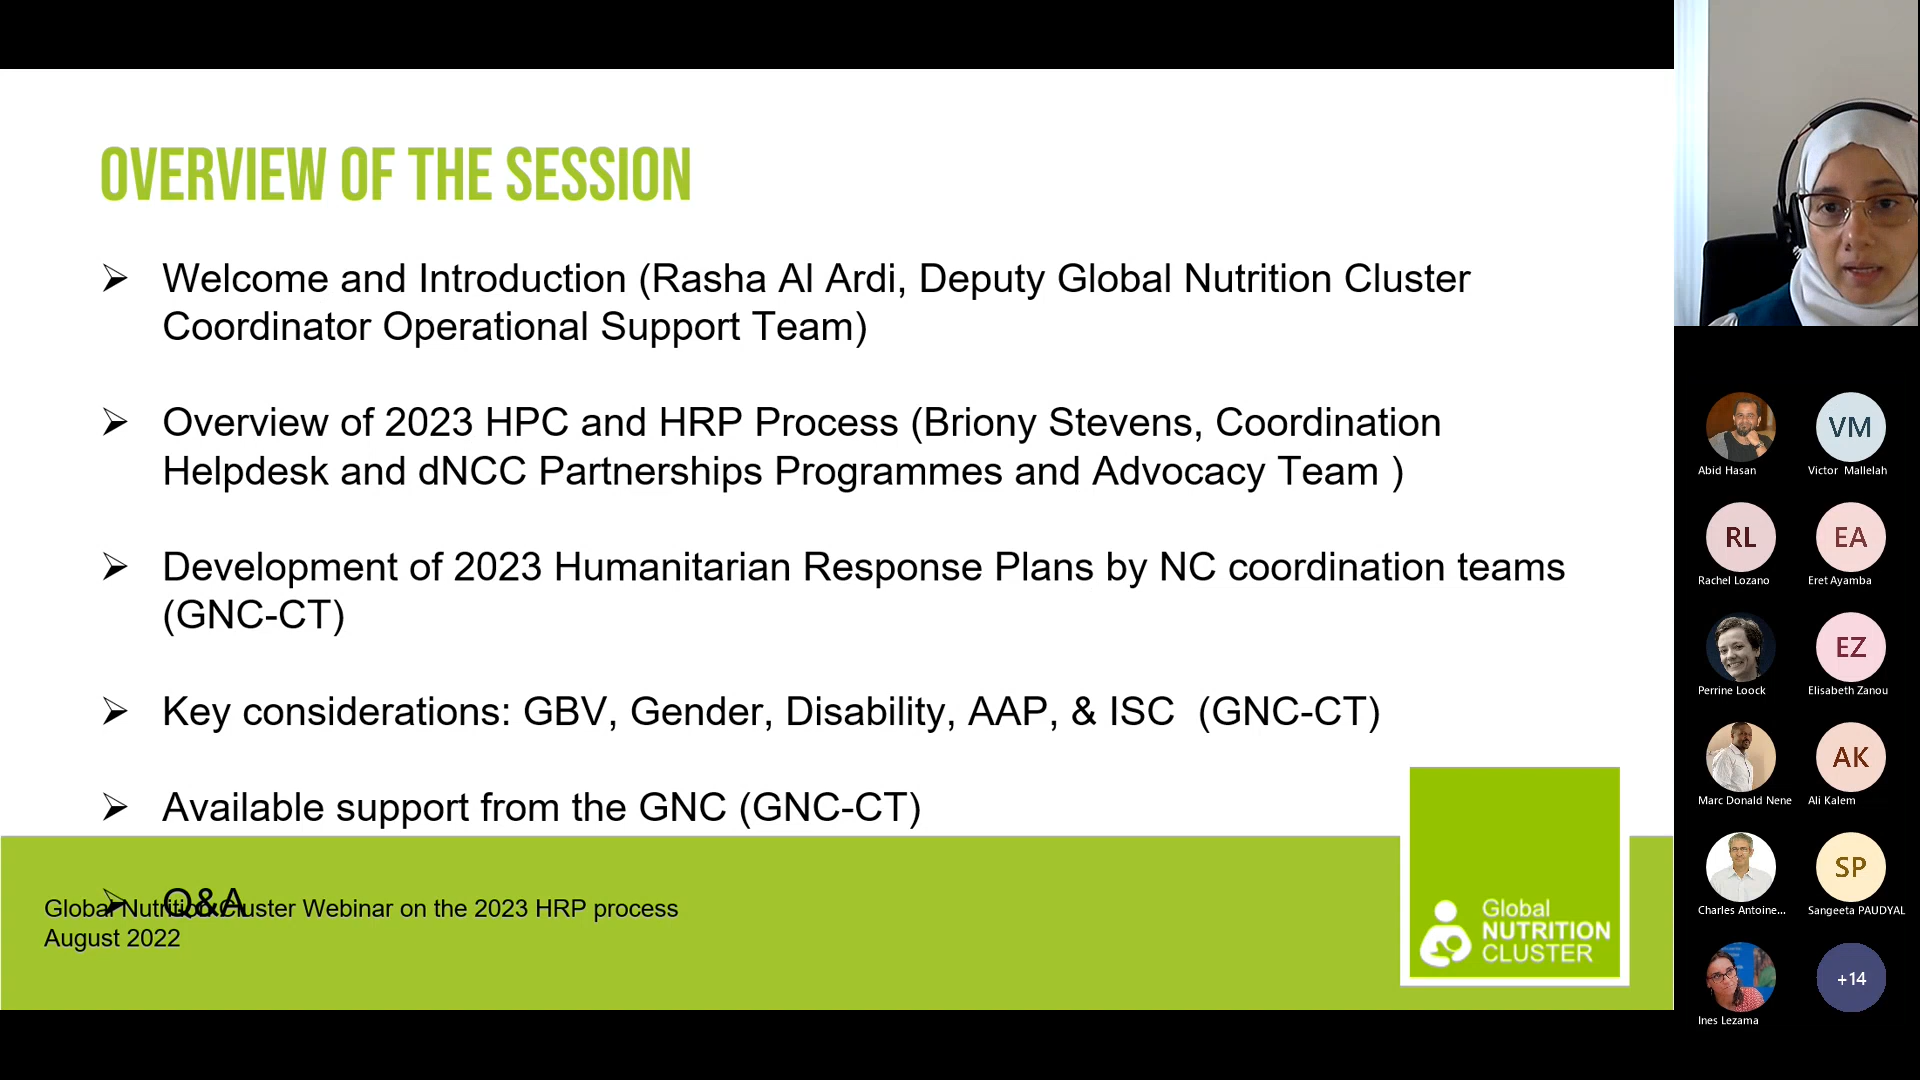 OVERVIEW OF THE SESSION
➢ Welcome and Introduction (Rasha Al Ardi, Deputy Global Nutrition Cluster
Coordinator Operational Support Team)
➢ Overview of 2023 HPC and HRP Process (Briony Stevens, Coordination
Helpdesk and dNCC Partnerships Programmes and Advocacy Team )
➢ Development of 2023 Humanitarian Response Plans by NC coordination teams
(GNC-CT)
➢ Key considerations: GBV, Gender, Disability, AAP, & ISC (GNC-CT)
➢ Available support from the GNC (GNC-CT)
➢ Q&A
Global Nutrition Cluster Webinar on the 2023 HRP process
August 2022
Global
NUTRITION
CLUSTER
Abid Hasan
VM
Victor Mallelah
RL
Rachel Lozano
EA
Eret Ayamba
Perrine Loock
EZ
Elisabeth Zanou
Marc Donald Nene
AK
Ali Kalem
Charles Antoine...
SP
Sangeeta PAUDYAL
Ines Lezama
+14